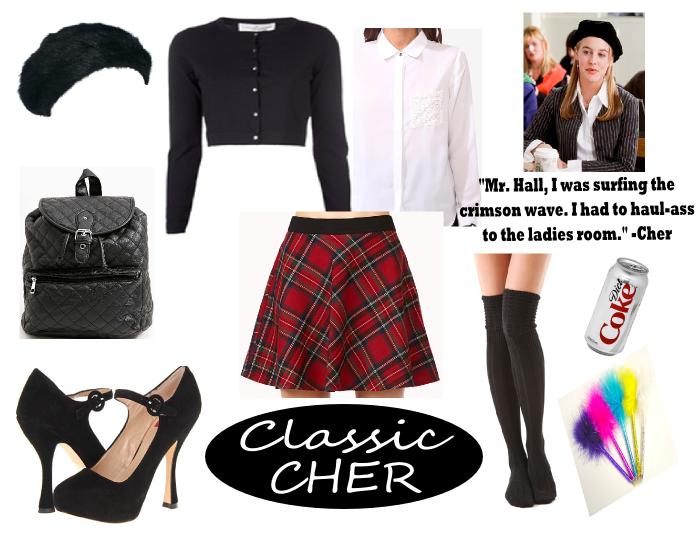 "Mr. Hall, I was surfing the
crimson wave. I had to haul-ass
to the ladies room." -Cher
Diet
Coke
Classic
CHER